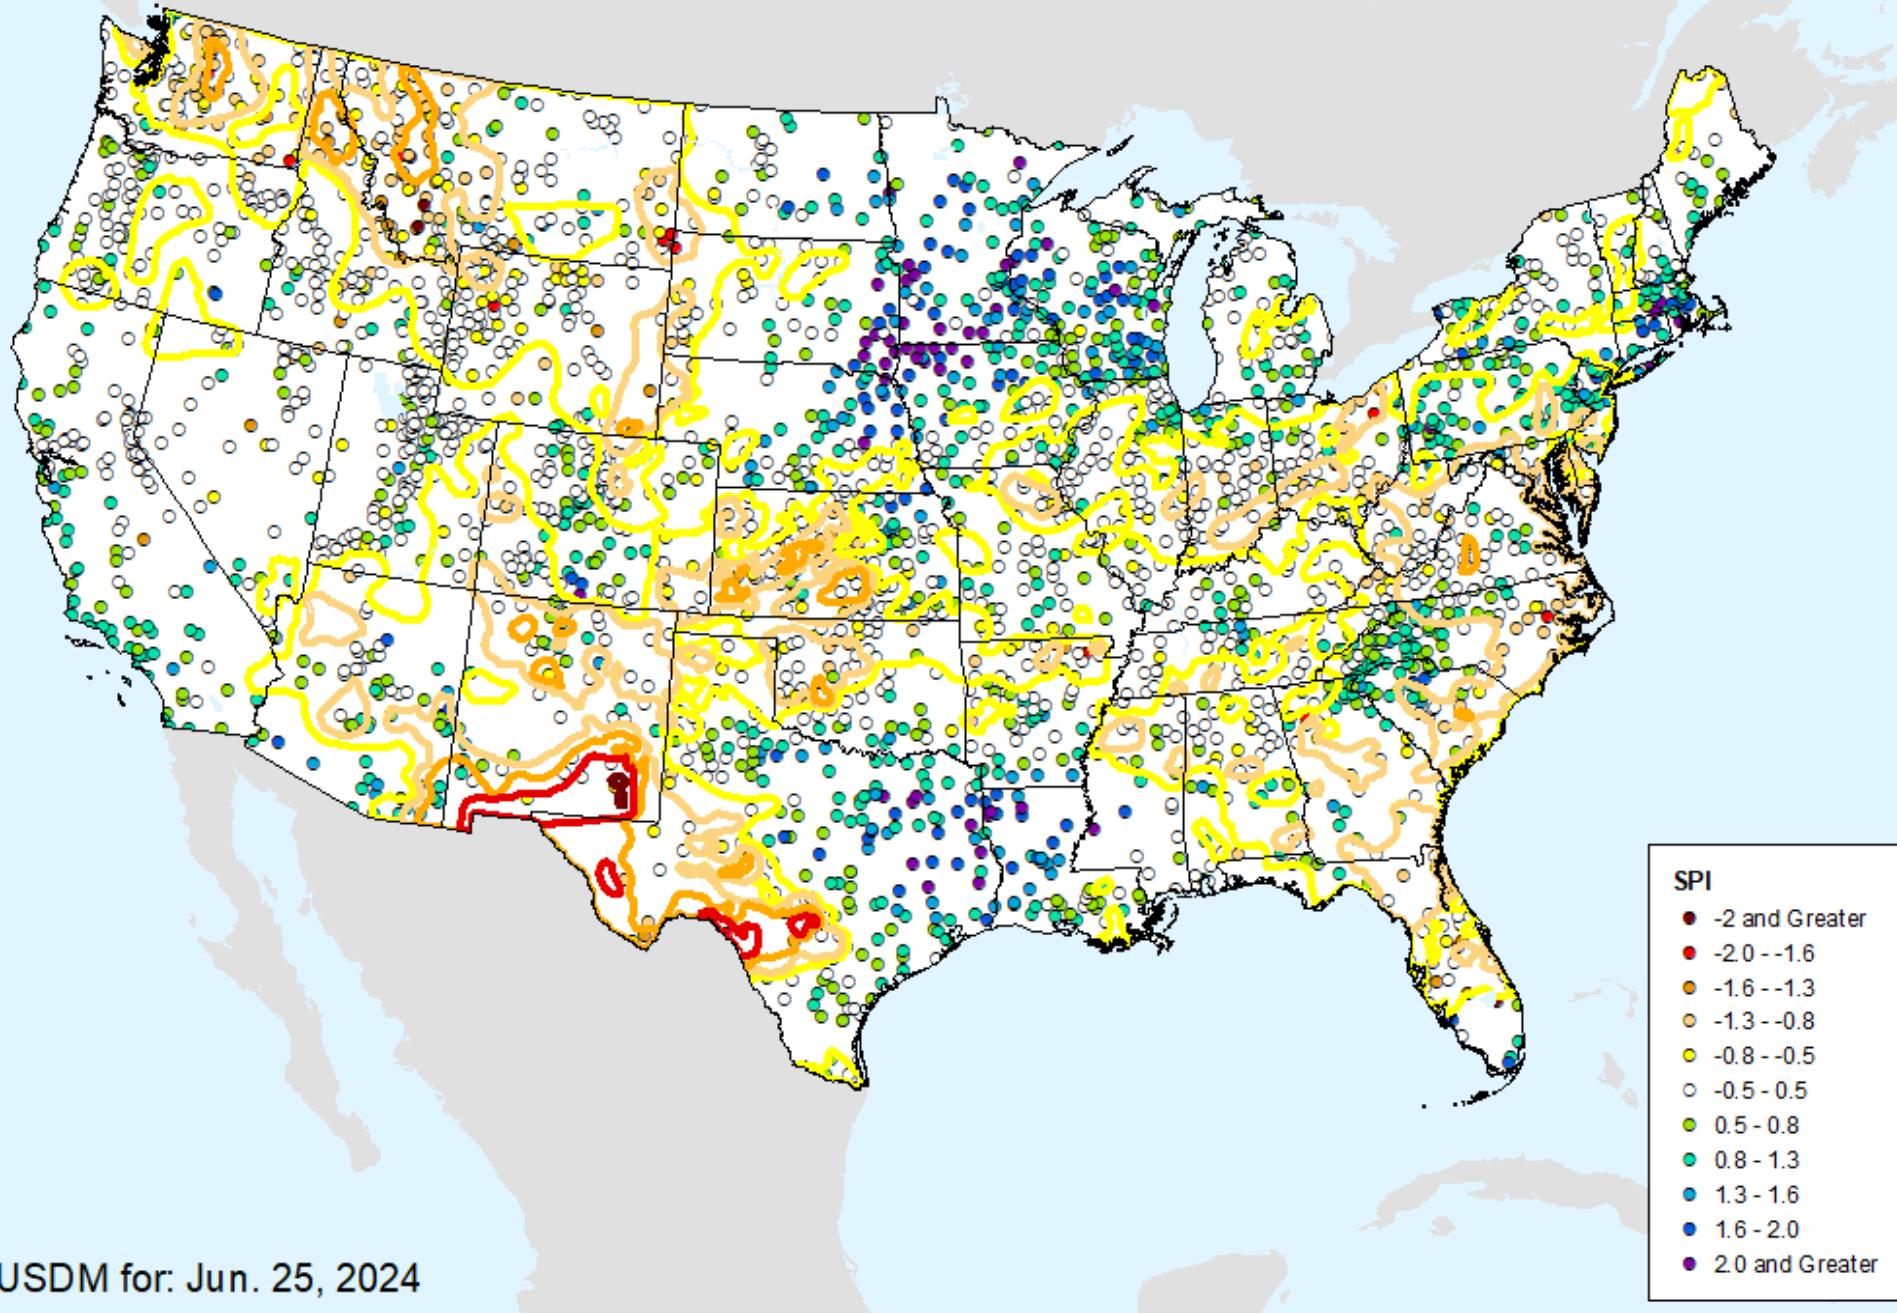 SPI
-2 and Greater
-2.0 - -1.6
-1.6 - -1.3
-1.3 - -0.8
-0.8 - -0.5
-0.5 - 0.5
0.5 - 0.8
0.8 - 1.3
1.3 - 1.6
1.6 - 2.0
2.0 and Greater
USDM for: Jun. 25, 2024